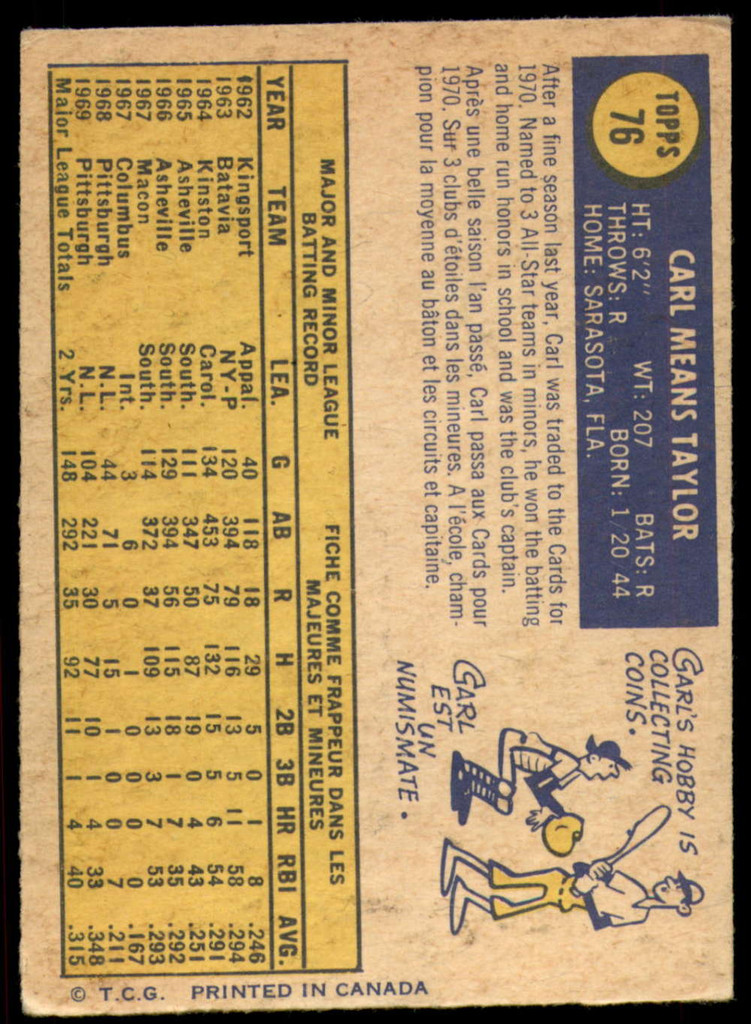 TOPPS
76
CARL MEANS TAYLOR
HT: 6'2" WT: 207 BATS: R
THROWS: R BORN: 1/20/44
HOME: SARASOTA, FLA.
After a fine season last year, Carl was traded to the Cards for
1970. Named to 3 All-Star teams in minors, he won the batting
and home run honors in school and was the club's captain.
Après une belle saison l'an passé, Carl passa aux Cards pour
1970. Sur 3 clubs d'étoiles dans les mineures. A l'école, cham-
pion pour la moyenne au bâton et les circuits et capitaine.
CARL'S HOBBY IS
COLLECTING
COINS.
CARL
EST
UN
NUMISMATE.
MAJOR AND MINOR LEAGUE
BATTING RECORD
FICHE COMME FRAPPEUR DANS LES
MAJEURES ET MINEURES
YEAR TEAM LEA. G AB R H 2B 3B HR RBI AVG.
1962 Kingsport Appal. 40 118 18 29 5 0 1 8 .246
1963 Batavia NY-P 120 394 79 116 13 5 11 58 .294
1964 Kinston Carol. 134 453 75 132 15 5 6 54 .291
1965 Asheville South. 111 347 50 87 19 0 4 43 .251
1966 Asheville South. 129 394 56 115 18 1 7 35 .292
1967 Macon South. 114 372 37 109 13 3 7 53 .293
1967 Columbus Int. 3 6 0 1 0 0 0 0 .167
1968 Pittsburgh N.L. 44 71 5 15 1 0 0 7 .211
1969 Pittsburgh N.L. 104 221 30 77 10 1 4 33 .348
Major League Totals 2 Yrs. 148 292 35 92 11 1 4 40 .315
© T.C.G. PRINTED IN CANADA